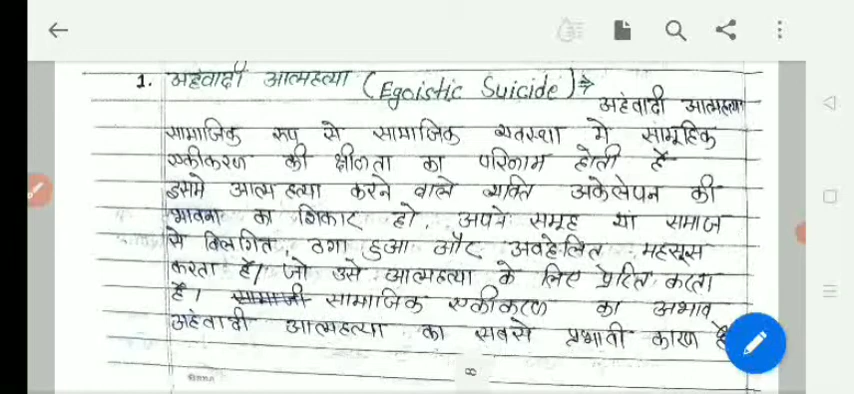 1. अहंवादी आत्महत्या (Egoistic Suicide) ⇒
अहंवादी आत्महत्या
सामाजिक रूप से सामाजिक व्यवस्था में सामूहिक
एकीकरण की क्षीणता का परिणाम होती है
इसमे आत्म हत्या करने वाले व्यक्ति अकेलेपन की
भावना का शिकार हो, अपने समूह या समाज
से विलगित, ठगा हुआ और अवहेलित महसूस
करता है। जो उसे आत्महत्या के लिए प्रेरित करता
है। सामाजी सामाजिक एकीकरण का अभाव
अहंवादी आत्महत्या का सबसे प्रभावी कारण है
8